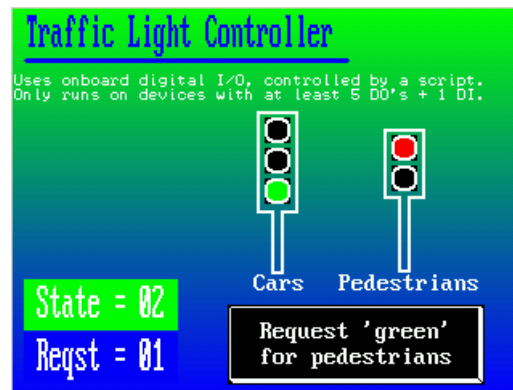 Traffic Light Controller
Uses onboard digital I/O, controlled by a script.
Only runs on devices with at least 5 DO's + 1 DI.
Cars
Pedestrians
State = 02
Reqst = 01
Request 'green'
for pedestrians